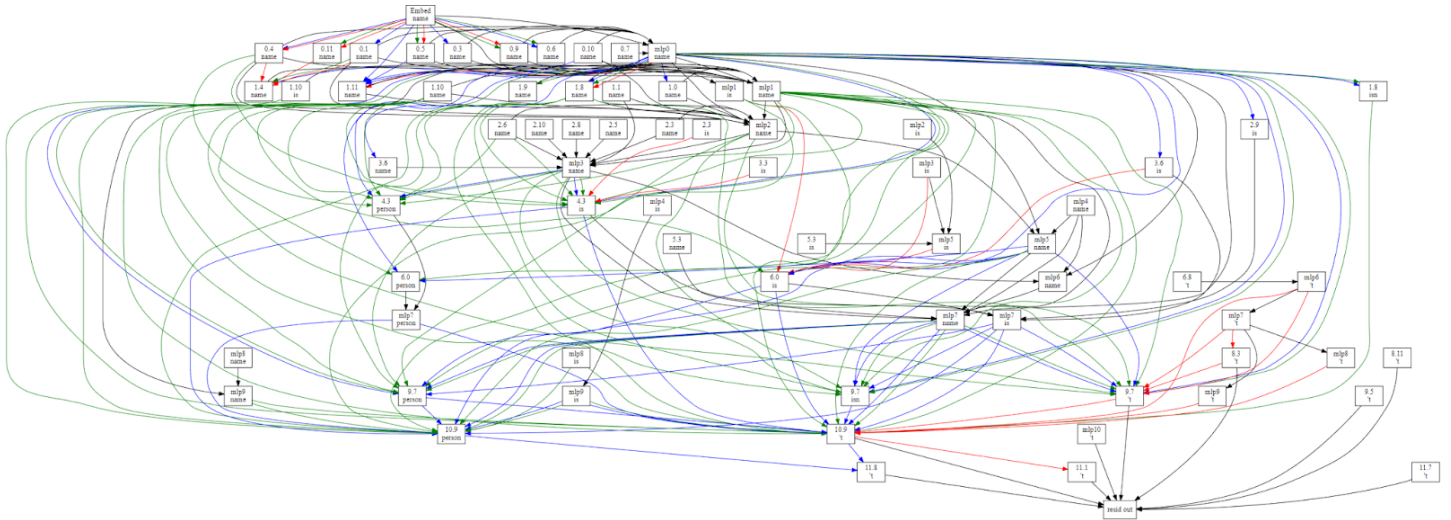 Embed
name
0.4
name
0.11
name
0.1
name
0.5
name
0.3
name
0.9
name
0.6
name
0.10
name
0.7
name
mlp0
name
1.4
name
1.10
is
1.11
name
1.10
name
1.9
name
1.8
name
1.1
name
1.0
name
mlp1
is
mlp1
name
1.8
ism
2.6
name
2.10
name
2.8
name
2.5
name
2.3
name
2.3
is
mlp2
name
mlp2
is
2.9
is
3.6
name
mlp3
name
3.3
is
mlp3
is
3.6
is
4.3
person
4.3
is
mlp4
is
mlp4
name
5.3
name
5.3
is
mlp5
is
mlp5
name
6.0
person
6.0
is
mlp6
name
6.8
't
mlp6
't
mlp7
person
mlp7
name
mlp7
is
mlp7
't
mlp8
name
mlp8
is
8.3
't
mlp8
't
8.11
't
mlp9
name
9.7
person
mlp9
is
9.7
ism
9.7
't
mlp9
't
9.5
't
10.9
person
10.9
't
mlp10
't
11.8
't
11.1
't
11.7
't
resid out